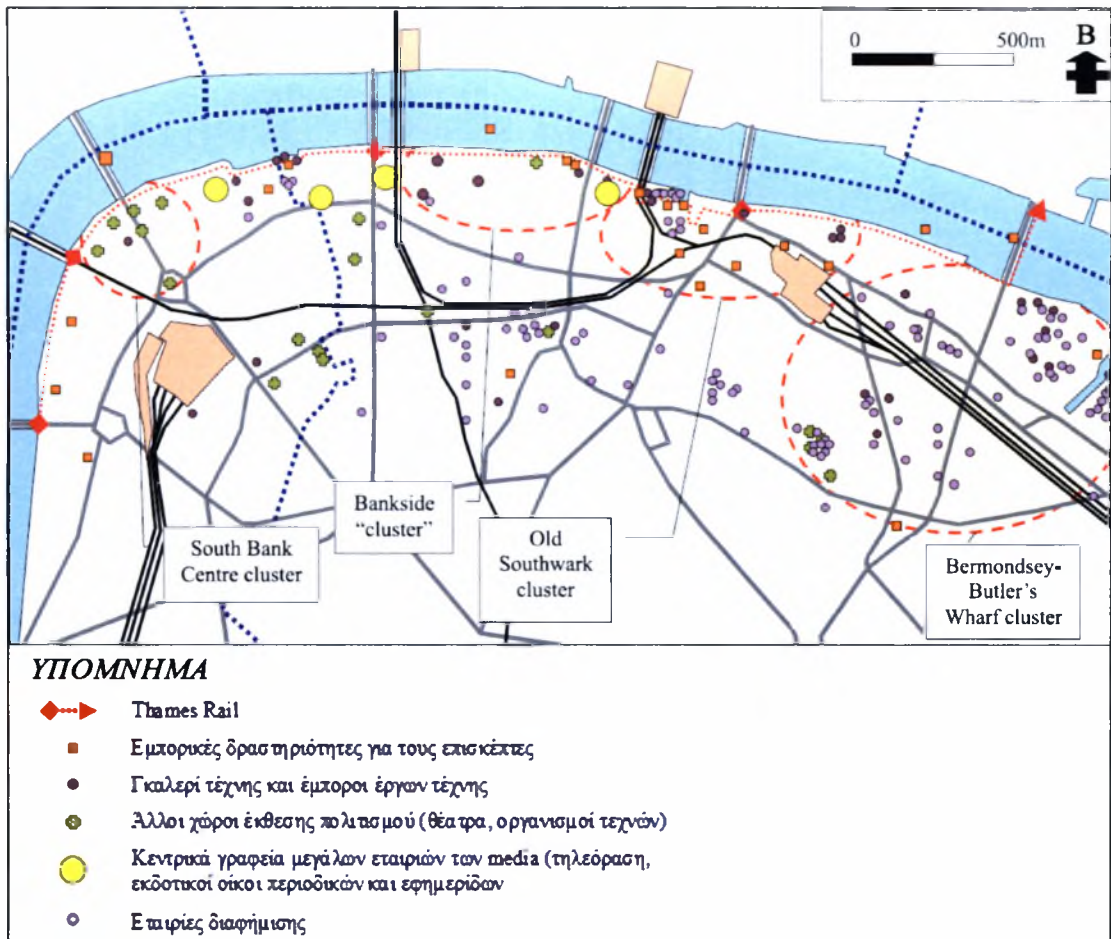 0 500m B
South Bank
Centre cluster
Bankside
“cluster”
Old
Southwark
cluster
Bermondsey-
Butler's
Wharf cluster
ΥΠΟΜΝΗΜΑ
Thames Rail
Εμπορικές δραστηριότητες για τους επισκέπτες
Γκαλερί τέχνης και έμποροι έργων τέχνης
Άλλοι χώροι έκθεσης πολιτισμού (θέατρα, οργανισμοί τεχνών)
Κεντρικά γραφεία μεγάλων εταιριών των media (τηλεόραση,
εκδοτικοί οίκοι περιοδικών και εφημερίδων
Εταιρίες διαφήμισης